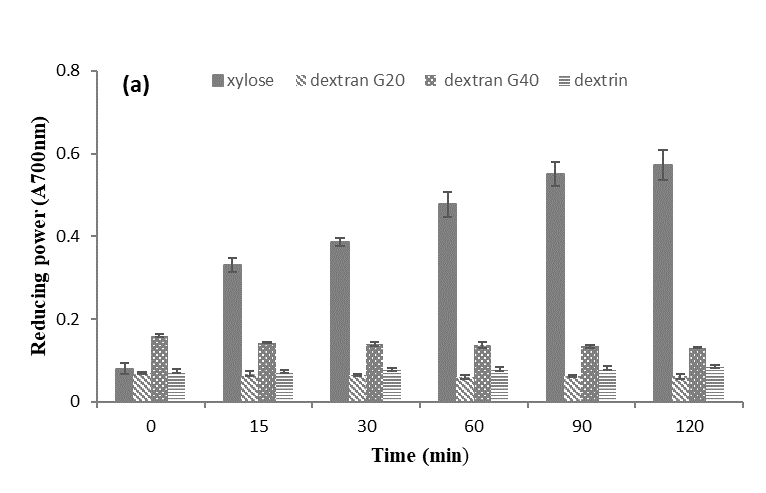 (a)
xylose dextran G20 dextran G40 dextrin
Reducing power (A700nm)
0.8
0.6
0.4
0.2
0
0 15 30 60 90 120
Time (min)